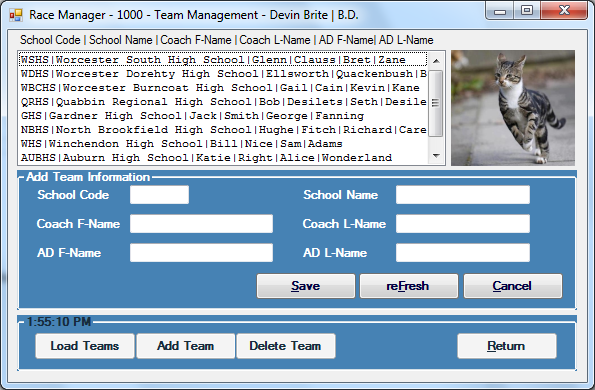 Race Manager - 1000 - Team Management - Devin Brite | B.D.
School Code | School Name | Coach F-Name | Coach L-Name | AD F-Name| AD L-Name
WSHS|Worcester South High School|Glenn|Clauss|Bret|Zane
WDHS|Worcester Dorehty High School|Ellsworth|Quackenbush|B
WBCHS|Worcester Burncoat High School|Gail|Cain|Kevin|Kane
QRHS|Quabbin Regional High School|Bob|Desilets|Seth|Desile
GHS|Gardner High School|Jack|Smith|George|Fanning
NBHS|North Brookfield High School|Hughe|Fitch|Richard|Care
WHS|Winchendon High School|Bill|Nice|Sam|Adams
AUBHS|Auburn High School|Katie|Right|Alice|Wonderland
Add Team Information
School Code School Name
Coach F-Name Coach L-Name
AD F-Name AD L-Name
Save reFresh Cancel
1:55:10 PM
Load Teams Add Team Delete Team Return